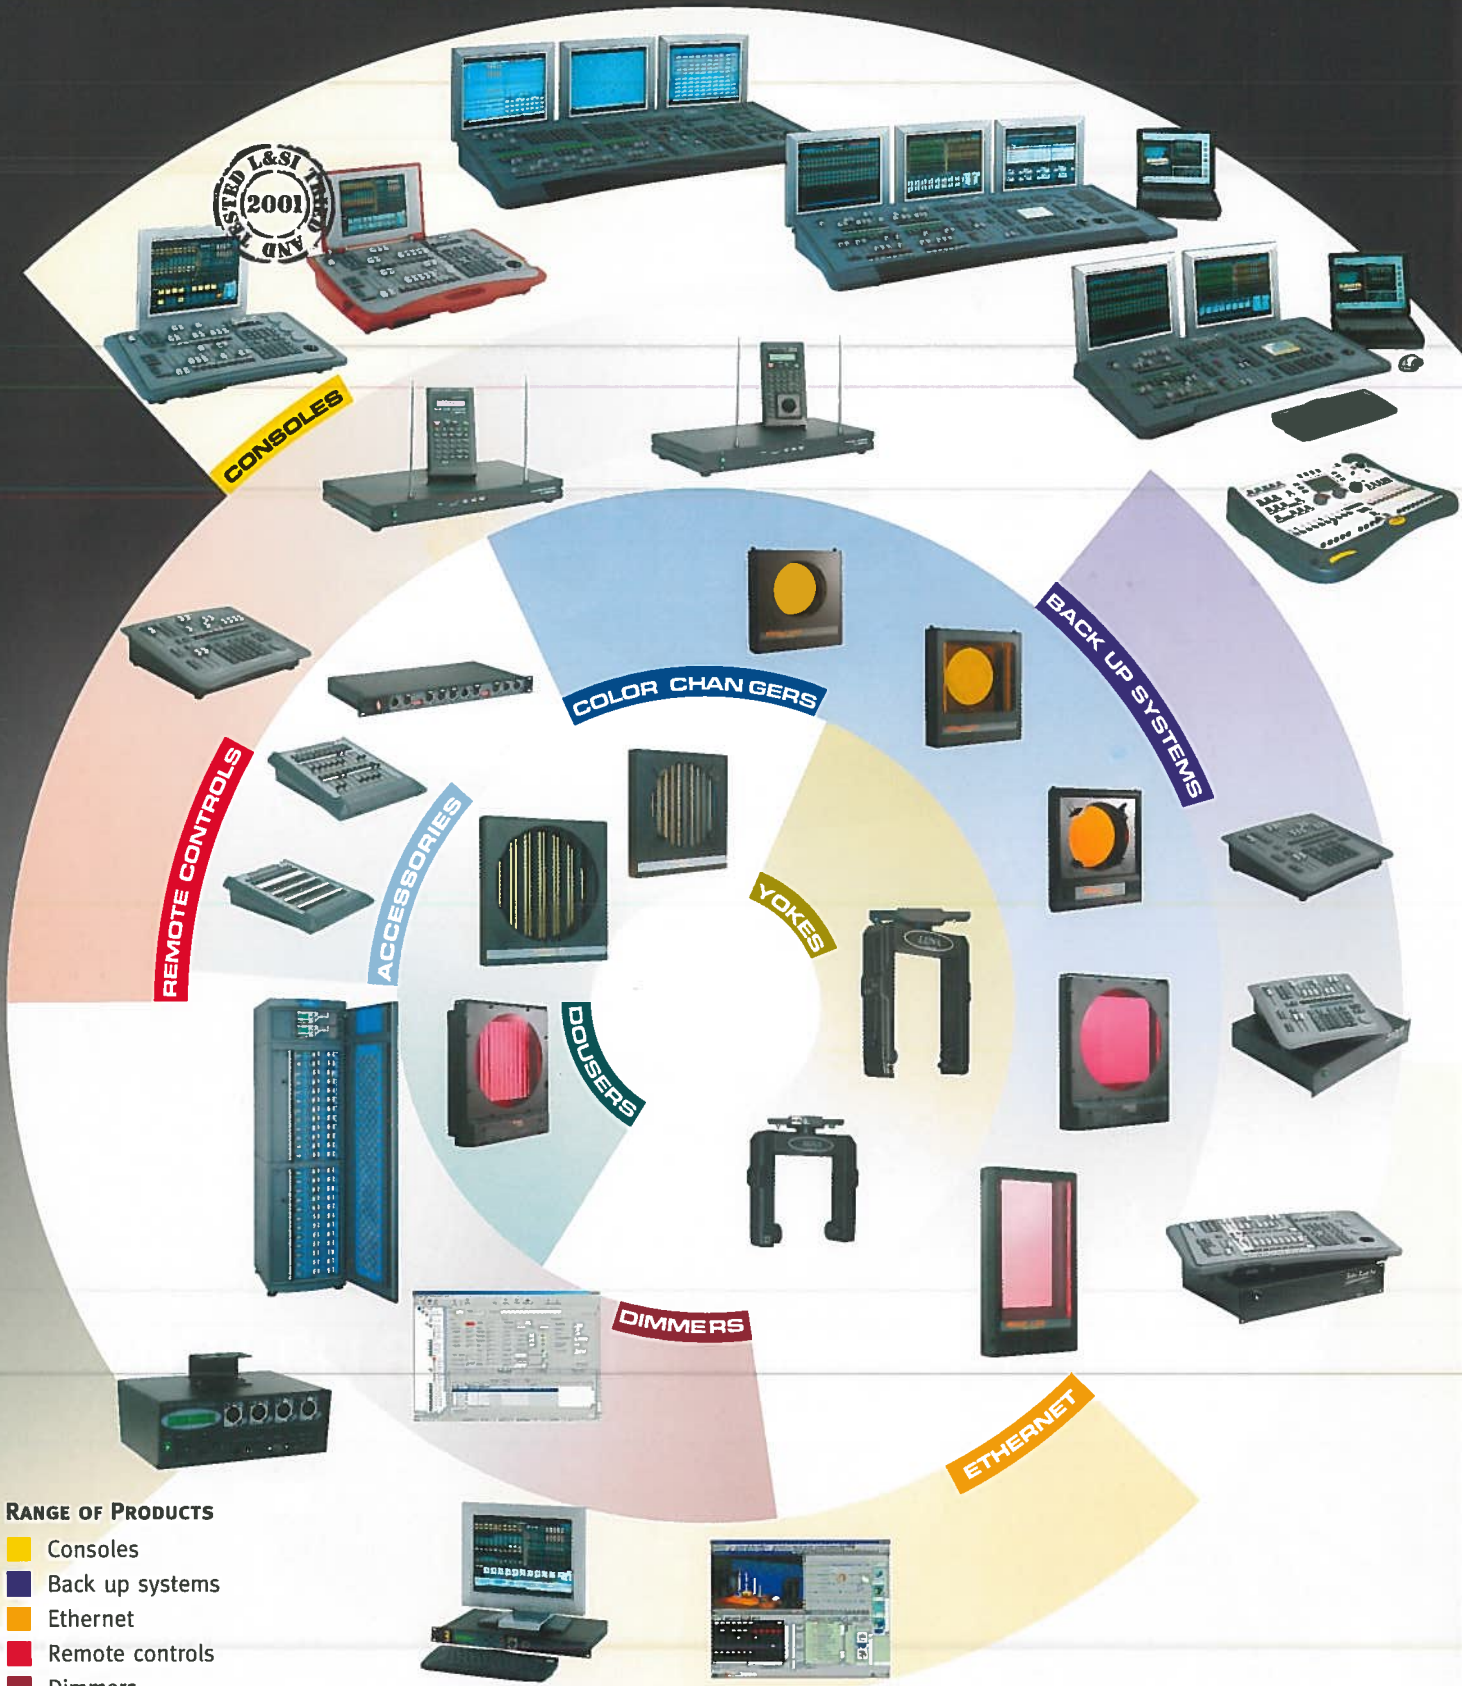 TESTED L&SI TRIED AND
2001
CONSOLES
COLOR CHANGERS
BACK UP SYSTEMS
REMOTE CONTROLS
ACCESSORIES
YOKES
DOUSERS
DIMMERS
ETHERNET
RANGE OF PRODUCTS
Consoles
Back up systems
Ethernet
Remote controls
Dimmers